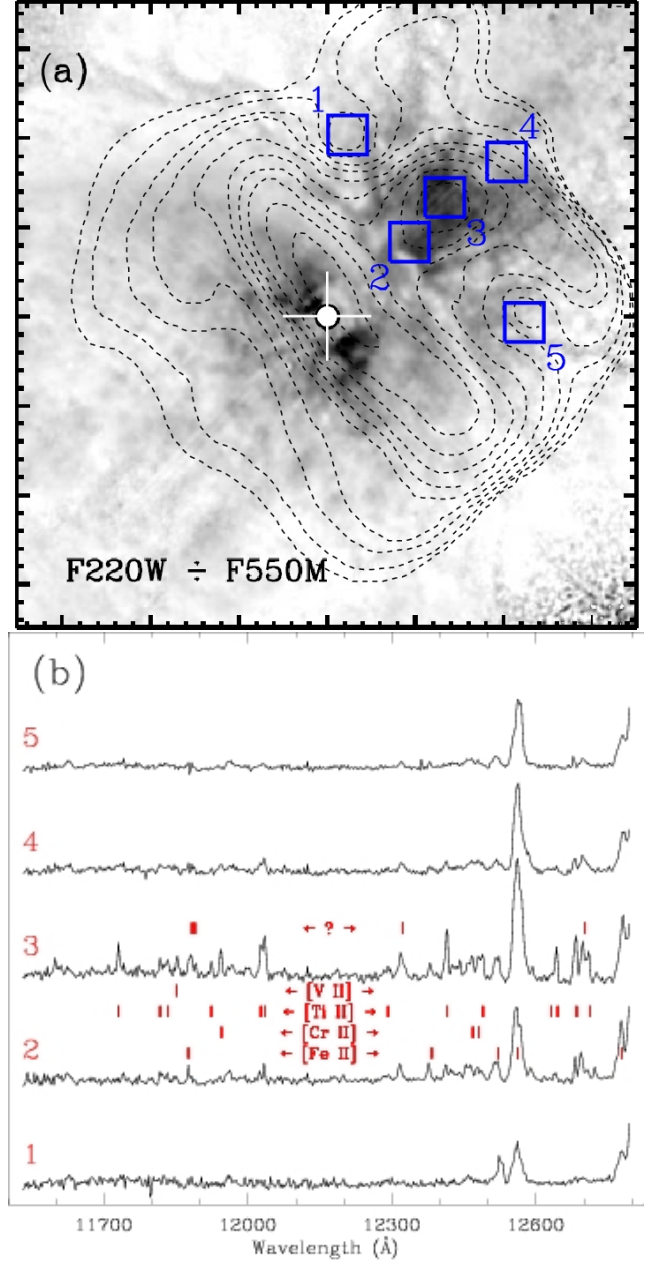 (a)
1
4
3
2
5
F220W ÷ F550M
(b)
5
4
← ? →
3
← [V II] →
← [Ti II] →
← [Cr II] →
← [Fe II] →
2
1
11700 12000 12300 12600
Wavelength (Å)